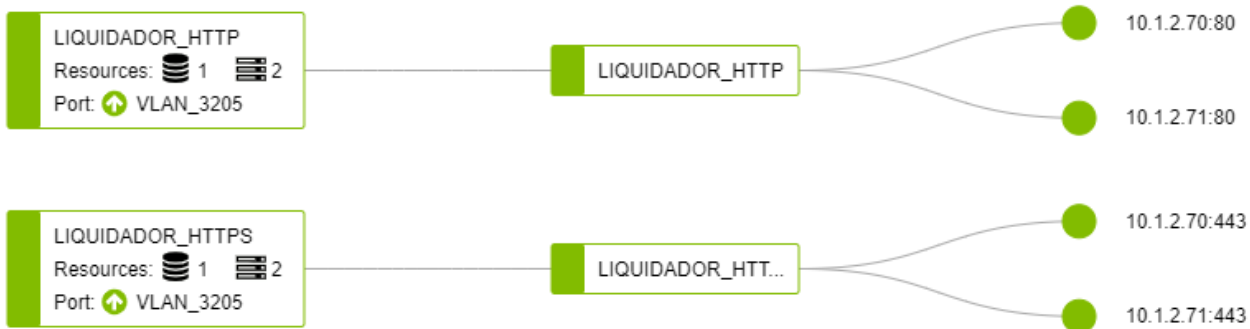 LIQUIDADOR_HTTP
Resources: 1 2
Port: VLAN_3205
LIQUIDADOR_HTTP
10.1.2.70:80
10.1.2.71:80
LIQUIDADOR_HTTPS
Resources: 1 2
Port: VLAN_3205
LIQUIDADOR_HTT...
10.1.2.70:443
10.1.2.71:443